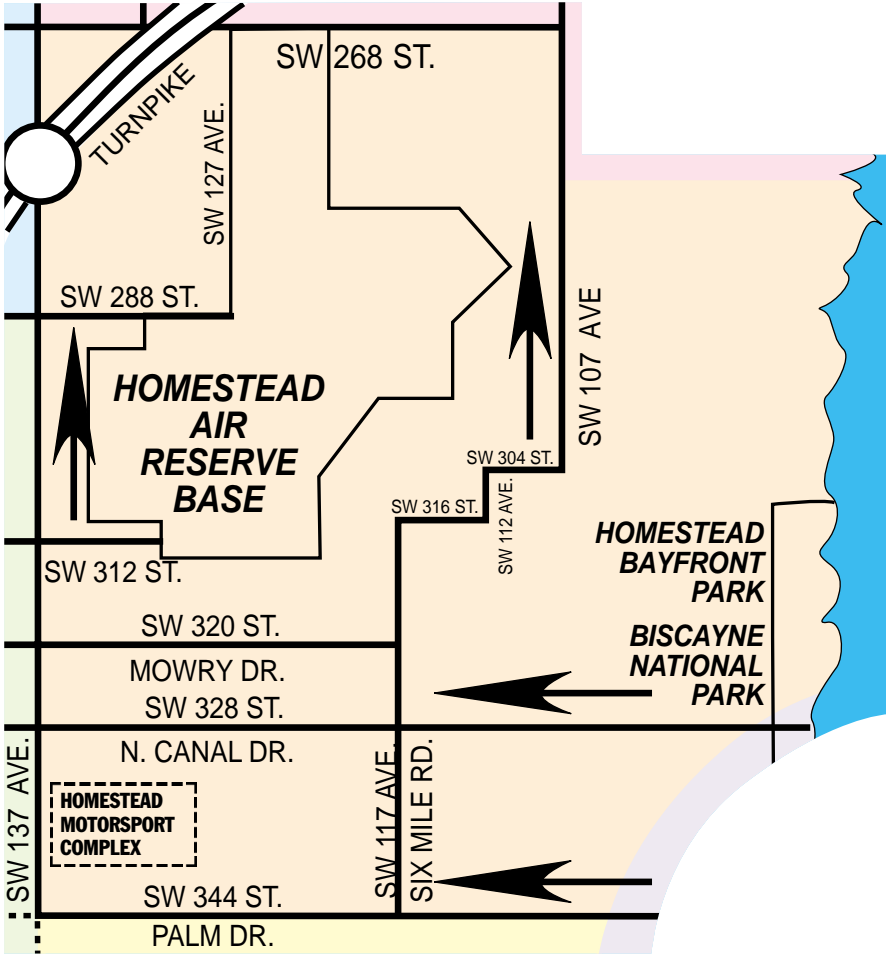 SW 268 ST.
TURNPIKE
SW 127 AVE.
SW 288 ST.
SW 107 AVE
HOMESTEAD
AIR
RESERVE
BASE
SW 304 ST.
SW 316 ST.
SW 112 AVE.
HOMESTEAD
BAYFRONT
PARK
SW 312 ST.
SW 320 ST.
BISCAYNE
NATIONAL
PARK
MOWRY DR.
SW 328 ST.
N. CANAL DR.
SW 137 AVE.
HOMESTEAD
MOTORSPORT
COMPLEX
SW 117 AVE.
SIX MILE RD.
SW 344 ST.
PALM DR.